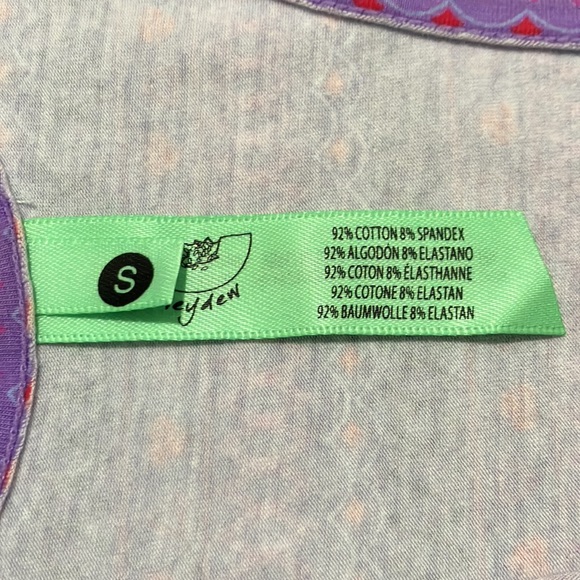 S
eydew
92% COTTON 8% SPANDEX
92% ALGODÓN 8% ELASTANO
92% COTON 8% ÉLASTHANNE
92% COTONE 8% ELASTAN
92% BAUMWOLLE 8% ELASTAN